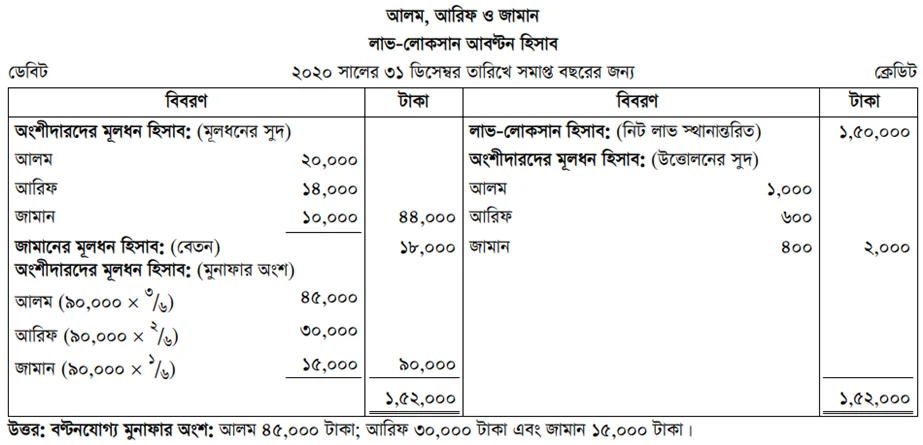 আলম, আরিফ ও জামান
লাভ-লোকসান আবণ্টন হিসাব
ডেবিট ২০২০ সালের ৩১ ডিসেম্বর তারিখে সমাপ্ত বছরের জন্য ক্রেডিট
বিবরণ টাকা বিবরণ টাকা
অংশীদারদের মূলধন হিসাব: (মূলধনের সুদ) লাভ-লোকসান হিসাব: (নিট লাভ স্থানান্তরিত) ১,৫০,০০০
আলম ২০,০০০ অংশীদারদের মূলধন হিসাব: (উত্তোলনের সুদ)
আরিফ ১৪,০০০ আলম ১,০০০
জামান ১০,০০০ ৪৪,০০০ আরিফ ৬০০
জামানের মূলধন হিসাব: (বেতন) ১৮,০০০ জামান ৪০০ ২,০০০
অংশীদারদের মূলধন হিসাব: (মুনাফার অংশ)
আলম (৯০,০০০ × ৩/৬) ৪৫,০০০
আরিফ (৯০,০০০ × ২/৬) ৩০,০০০
জামান (৯০,০০০ × ১/৬) ১৫,০০০ ৯০,০০০
১,৫২,০০০ ১,৫২,০০০
উত্তর: বণ্টনযোগ্য মুনাফার অংশ: আলম ৪৫,০০০ টাকা; আরিফ ৩০,০০০ টাকা এবং জামান ১৫,০০০ টাকা।